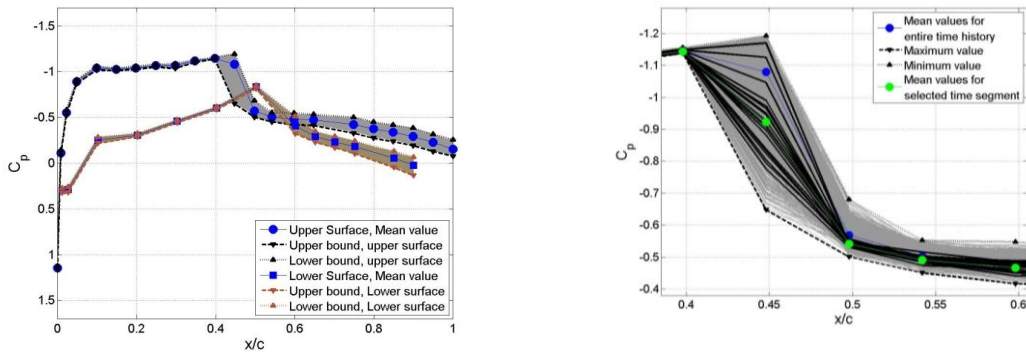 -1.5
-1
-0.5
0
0.5
1
1.5
Cp
0
0.2
0.4
0.6
0.8
1
x/c
Upper Surface, Mean value
Upper bound, upper surface
Lower bound, upper surface
Lower Surface, Mean value
Upper bound, Lower surface
Lower bound, Lower surface
-1.2
-1.1
-1
-0.9
-0.8
-0.7
-0.6
-0.5
-0.4
Cp
0.4
0.45
0.5
0.55
x/c
Mean values for
entire time history
Maximum value
Minimum value
Mean values for
selected time segment